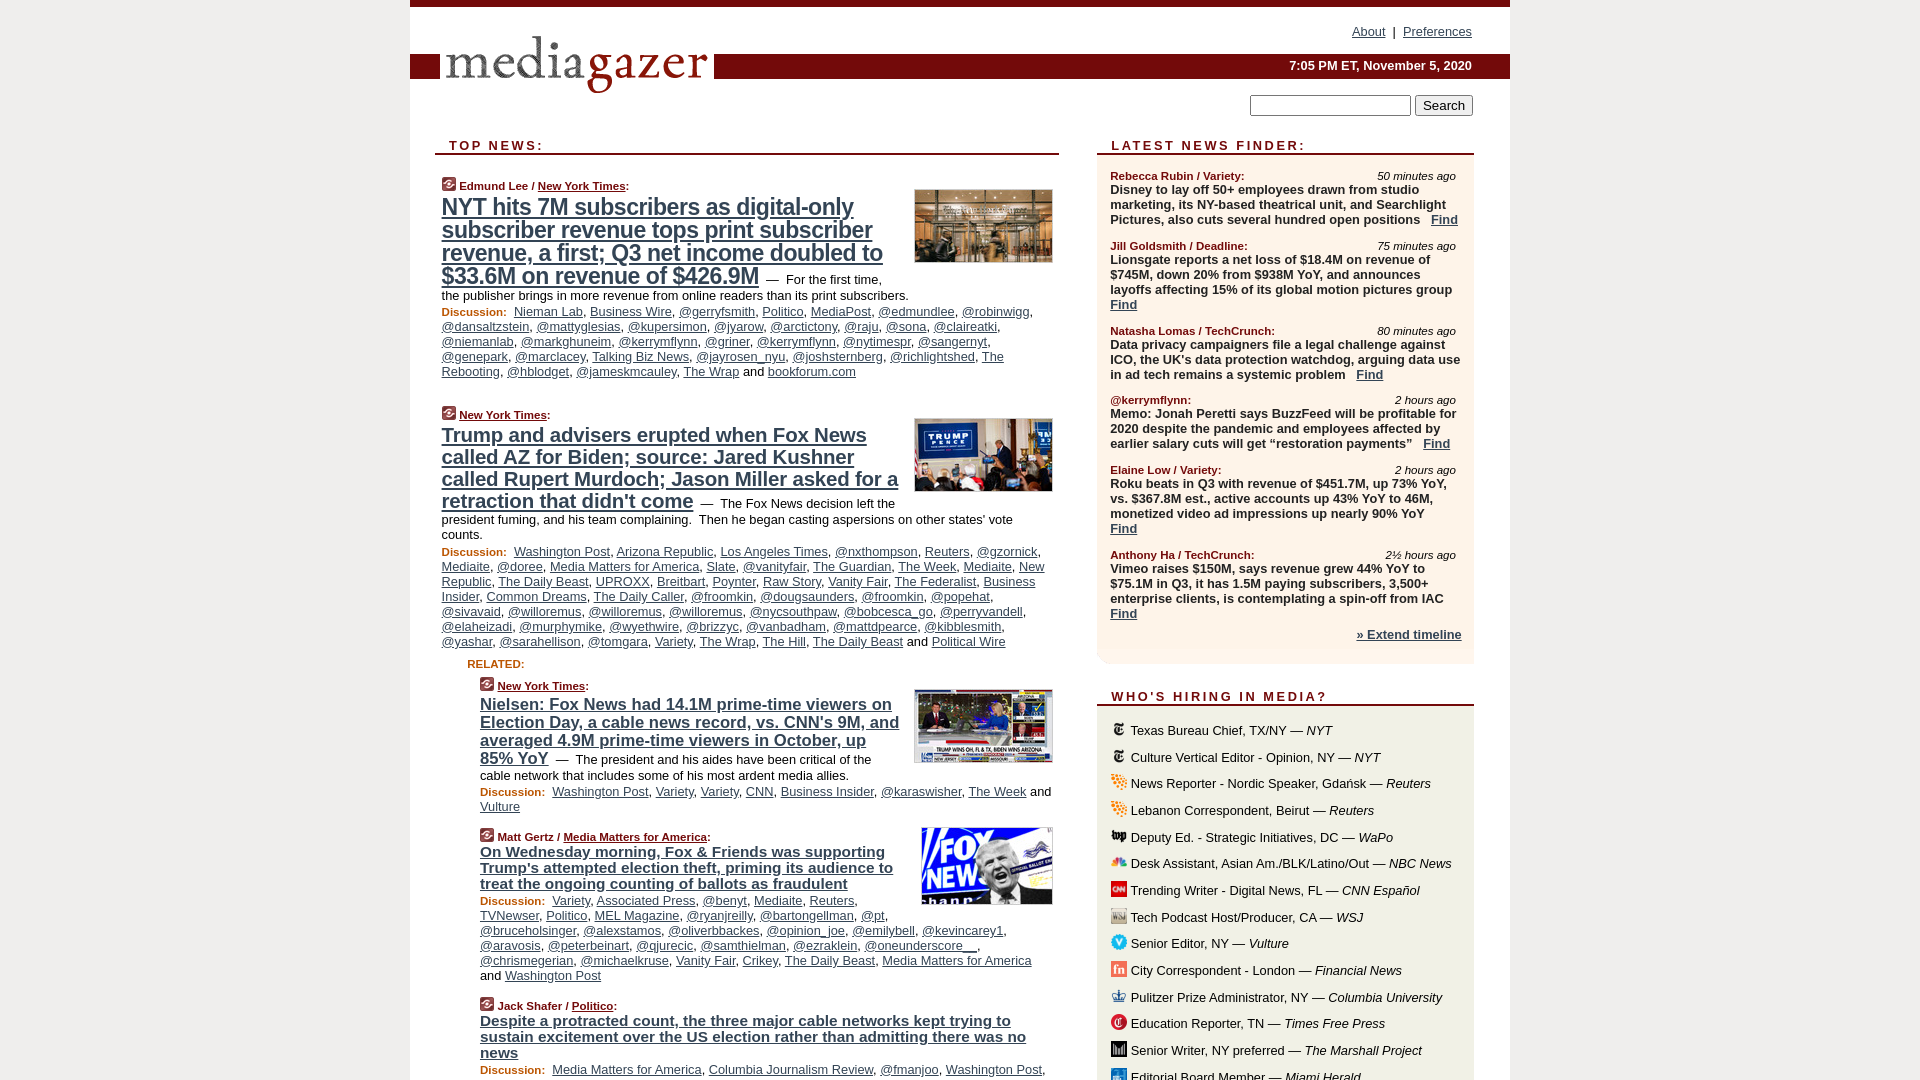 About | Preferences
mediagazer
7:05 PM ET, November 5, 2020
Search
TOP NEWS:
Edmund Lee / New York Times:
NYT hits 7M subscribers as digital-only
subscriber revenue tops print subscriber
revenue, a first; Q3 net income doubled to
$33.6M on revenue of $426.9M — For the first time,
the publisher brings in more revenue from online readers than its print subscribers.
Discussion: Nieman Lab, Business Wire, @gerryfsmith, Politico, MediaPost, @edmundlee, @robinwigg,
@dansaltzstein, @mattyglesias, @kupersimon, @jyarow, @arctictony, @raju, @sona, @claireatki,
@niemanlab, @markghuneim, @kerrymflynn, @griner, @kerrymflynn, @nytimespr, @sangernyt,
@genepark, @marclacey, Talking Biz News, @jayrosen_nyu, @joshsternberg, @richlightshed, The
Rebooting, @hblodget, @jameskmcauley, The Wrap and bookforum.com
New York Times:
Trump and advisers erupted when Fox News
called AZ for Biden; source: Jared Kushner
called Rupert Murdoch; Jason Miller asked for a
retraction that didn't come — The Fox News decision left the
president fuming, and his team complaining. Then he began casting aspersions on other states' vote
counts.
Discussion: Washington Post, Arizona Republic, Los Angeles Times, @nxthompson, Reuters, @gzornick,
Mediaite, @doree, Media Matters for America, Slate, @vanityfair, The Guardian, The Week, Mediaite, New
Republic, The Daily Beast, UPROXX, Breitbart, Poynter, Raw Story, Vanity Fair, The Federalist, Business
Insider, Common Dreams, The Daily Caller, @froomkin, @dougsaunders, @froomkin, @popehat,
@sivavaid, @willoremus, @willoremus, @willoremus, @nycsouthpaw, @bobcesca_go, @perryvandell,
@elaheizadi, @murphymike, @wyethwire, @brizzyc, @vanbadham, @mattdpearce, @kibblesmith,
@yashar, @sarahellison, @tomgara, Variety, The Wrap, The Hill, The Daily Beast and Political Wire
TRUMP
PENCE
RELATED:
New York Times:
Nielsen: Fox News had 14.1M prime-time viewers on
Election Day, a cable news record, vs. CNN's 9M, and
averaged 4.9M prime-time viewers in October, up
85% YoY — The president and his aides have been critical of the
cable network that includes some of his most ardent media allies.
Discussion: Washington Post, Variety, Variety, CNN, Business Insider, @karaswisher, The Week and
Vulture
TRUMP WINS OH, FL & TX, BIDEN WINS ARIZONA
Matt Gertz / Media Matters for America:
On Wednesday morning, Fox & Friends was supporting
Trump's attempted election theft, priming its audience to
treat the ongoing counting of ballots as fraudulent
Discussion: Variety, Associated Press, @benyt, Mediaite, Reuters,
TVNewser, Politico, MEL Magazine, @ryanjreilly, @bartongellman, @pt,
@bruceholsinger, @alexstamos, @oliverbbackes, @opinion_joe, @emilybell, @kevincarey1,
@aravosis, @peterbeinart, @qjurecic, @samthielman, @ezraklein, @oneunderscore__,
@chrismegerian, @michaelkruse, Vanity Fair, Crikey, The Daily Beast, Media Matters for America
and Washington Post
FOX
NEWS
chann
Jack Shafer / Politico:
Despite a protracted count, the three major cable networks kept trying to
sustain excitement over the US election rather than admitting there was no
news
Discussion: Media Matters for America, Columbia Journalism Review, @fmanjoo, Washington Post,
LATEST NEWS FINDER:
Rebecca Rubin / Variety: 50 minutes ago
Disney to lay off 50+ employees drawn from studio
marketing, its NY-based theatrical unit, and Searchlight
Pictures, also cuts several hundred open positions Find
Jill Goldsmith / Deadline: 75 minutes ago
Lionsgate reports a net loss of $18.4M on revenue of
$745M, down 20% from $938M YoY, and announces
layoffs affecting 15% of its global motion pictures group
Find
Natasha Lomas / TechCrunch: 80 minutes ago
Data privacy campaigners file a legal challenge against
ICO, the UK's data protection watchdog, arguing data use
in ad tech remains a systemic problem Find
@kerrymflynn: 2 hours ago
Memo: Jonah Peretti says BuzzFeed will be profitable for
2020 despite the pandemic and employees affected by
earlier salary cuts will get “restoration payments” Find
Elaine Low / Variety: 2 hours ago
Roku beats in Q3 with revenue of $451.7M, up 73% YoY,
vs. $367.8M est., active accounts up 43% YoY to 46M,
monetized video ad impressions up nearly 90% YoY
Find
Anthony Ha / TechCrunch: 2½ hours ago
Vimeo raises $150M, says revenue grew 44% YoY to
$75.1M in Q3, it has 1.5M paying subscribers, 3,500+
enterprise clients, is contemplating a spin-off from IAC
Find
» Extend timeline
WHO'S HIRING IN MEDIA?
Texas Bureau Chief, TX/NY — NYT
Culture Vertical Editor - Opinion, NY — NYT
News Reporter - Nordic Speaker, Gdańsk — Reuters
Lebanon Correspondent, Beirut — Reuters
wp Deputy Ed. - Strategic Initiatives, DC — WaPo
Desk Assistant, Asian Am./BLK/Latino/Out — NBC News
CNN Trending Writer - Digital News, FL — CNN Español
WSJ Tech Podcast Host/Producer, CA — WSJ
Senior Editor, NY — Vulture
fn City Correspondent - London — Financial News
Pulitzer Prize Administrator, NY — Columbia University
Education Reporter, TN — Times Free Press
Senior Writer, NY preferred — The Marshall Project
Editorial Board Member — Miami Herald